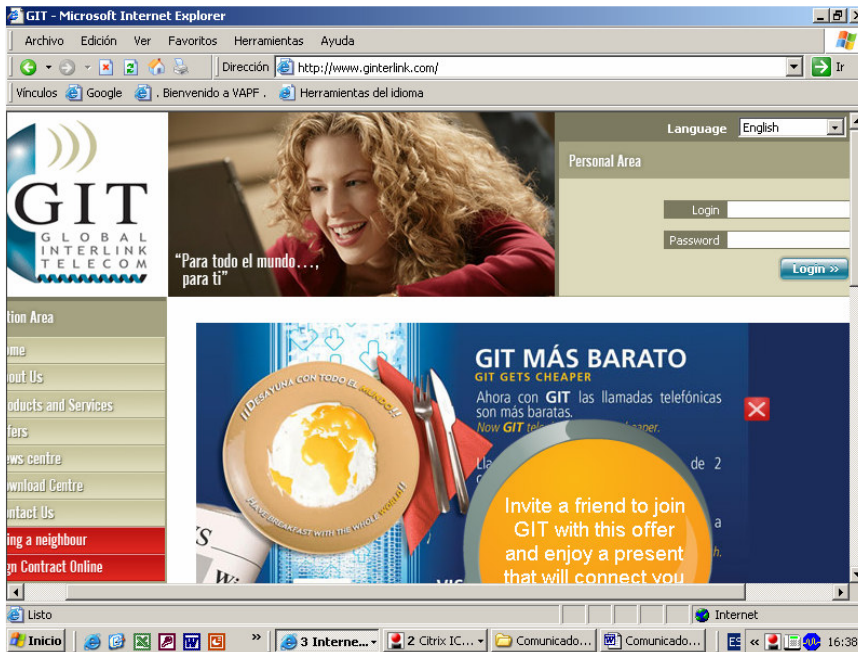 GIT - Microsoft Internet Explorer
Archivo Edición Ver Favoritos Herramientas Ayuda
Dirección http://www.ginterlink.com/ Ir
Vínculos Google . Bienvenido a VAPF . Herramientas del idioma
GIT
GLOBAL
INTERLINK
TELECOM
"Para todo el mundo...,
para ti"
Language English
Personal Area
Login
Password
Login »
tion Area
ome
out Us
oducts and Services
fers
ews centre
ownload Centre
ntact Us
ing a neighbour
gn Contract Online
¡¡DESAYUNA CON TODO EL MUNDO!!
¡HAVE BREAKFAST WITH THE WHOLE WORLD!!
GIT MÁS BARATO
GIT GETS CHEAPER
Ahora con GIT las llamadas telefónicas
son más baratas.
Now GIT
de 2
a
Invite a friend to join
GIT with this offer
and enjoy a present
that will connect you
Listo
Internet
Inicio » 3 Interne... 2 Citrix IC... Comunicado... Comunicado... ES « 16:38